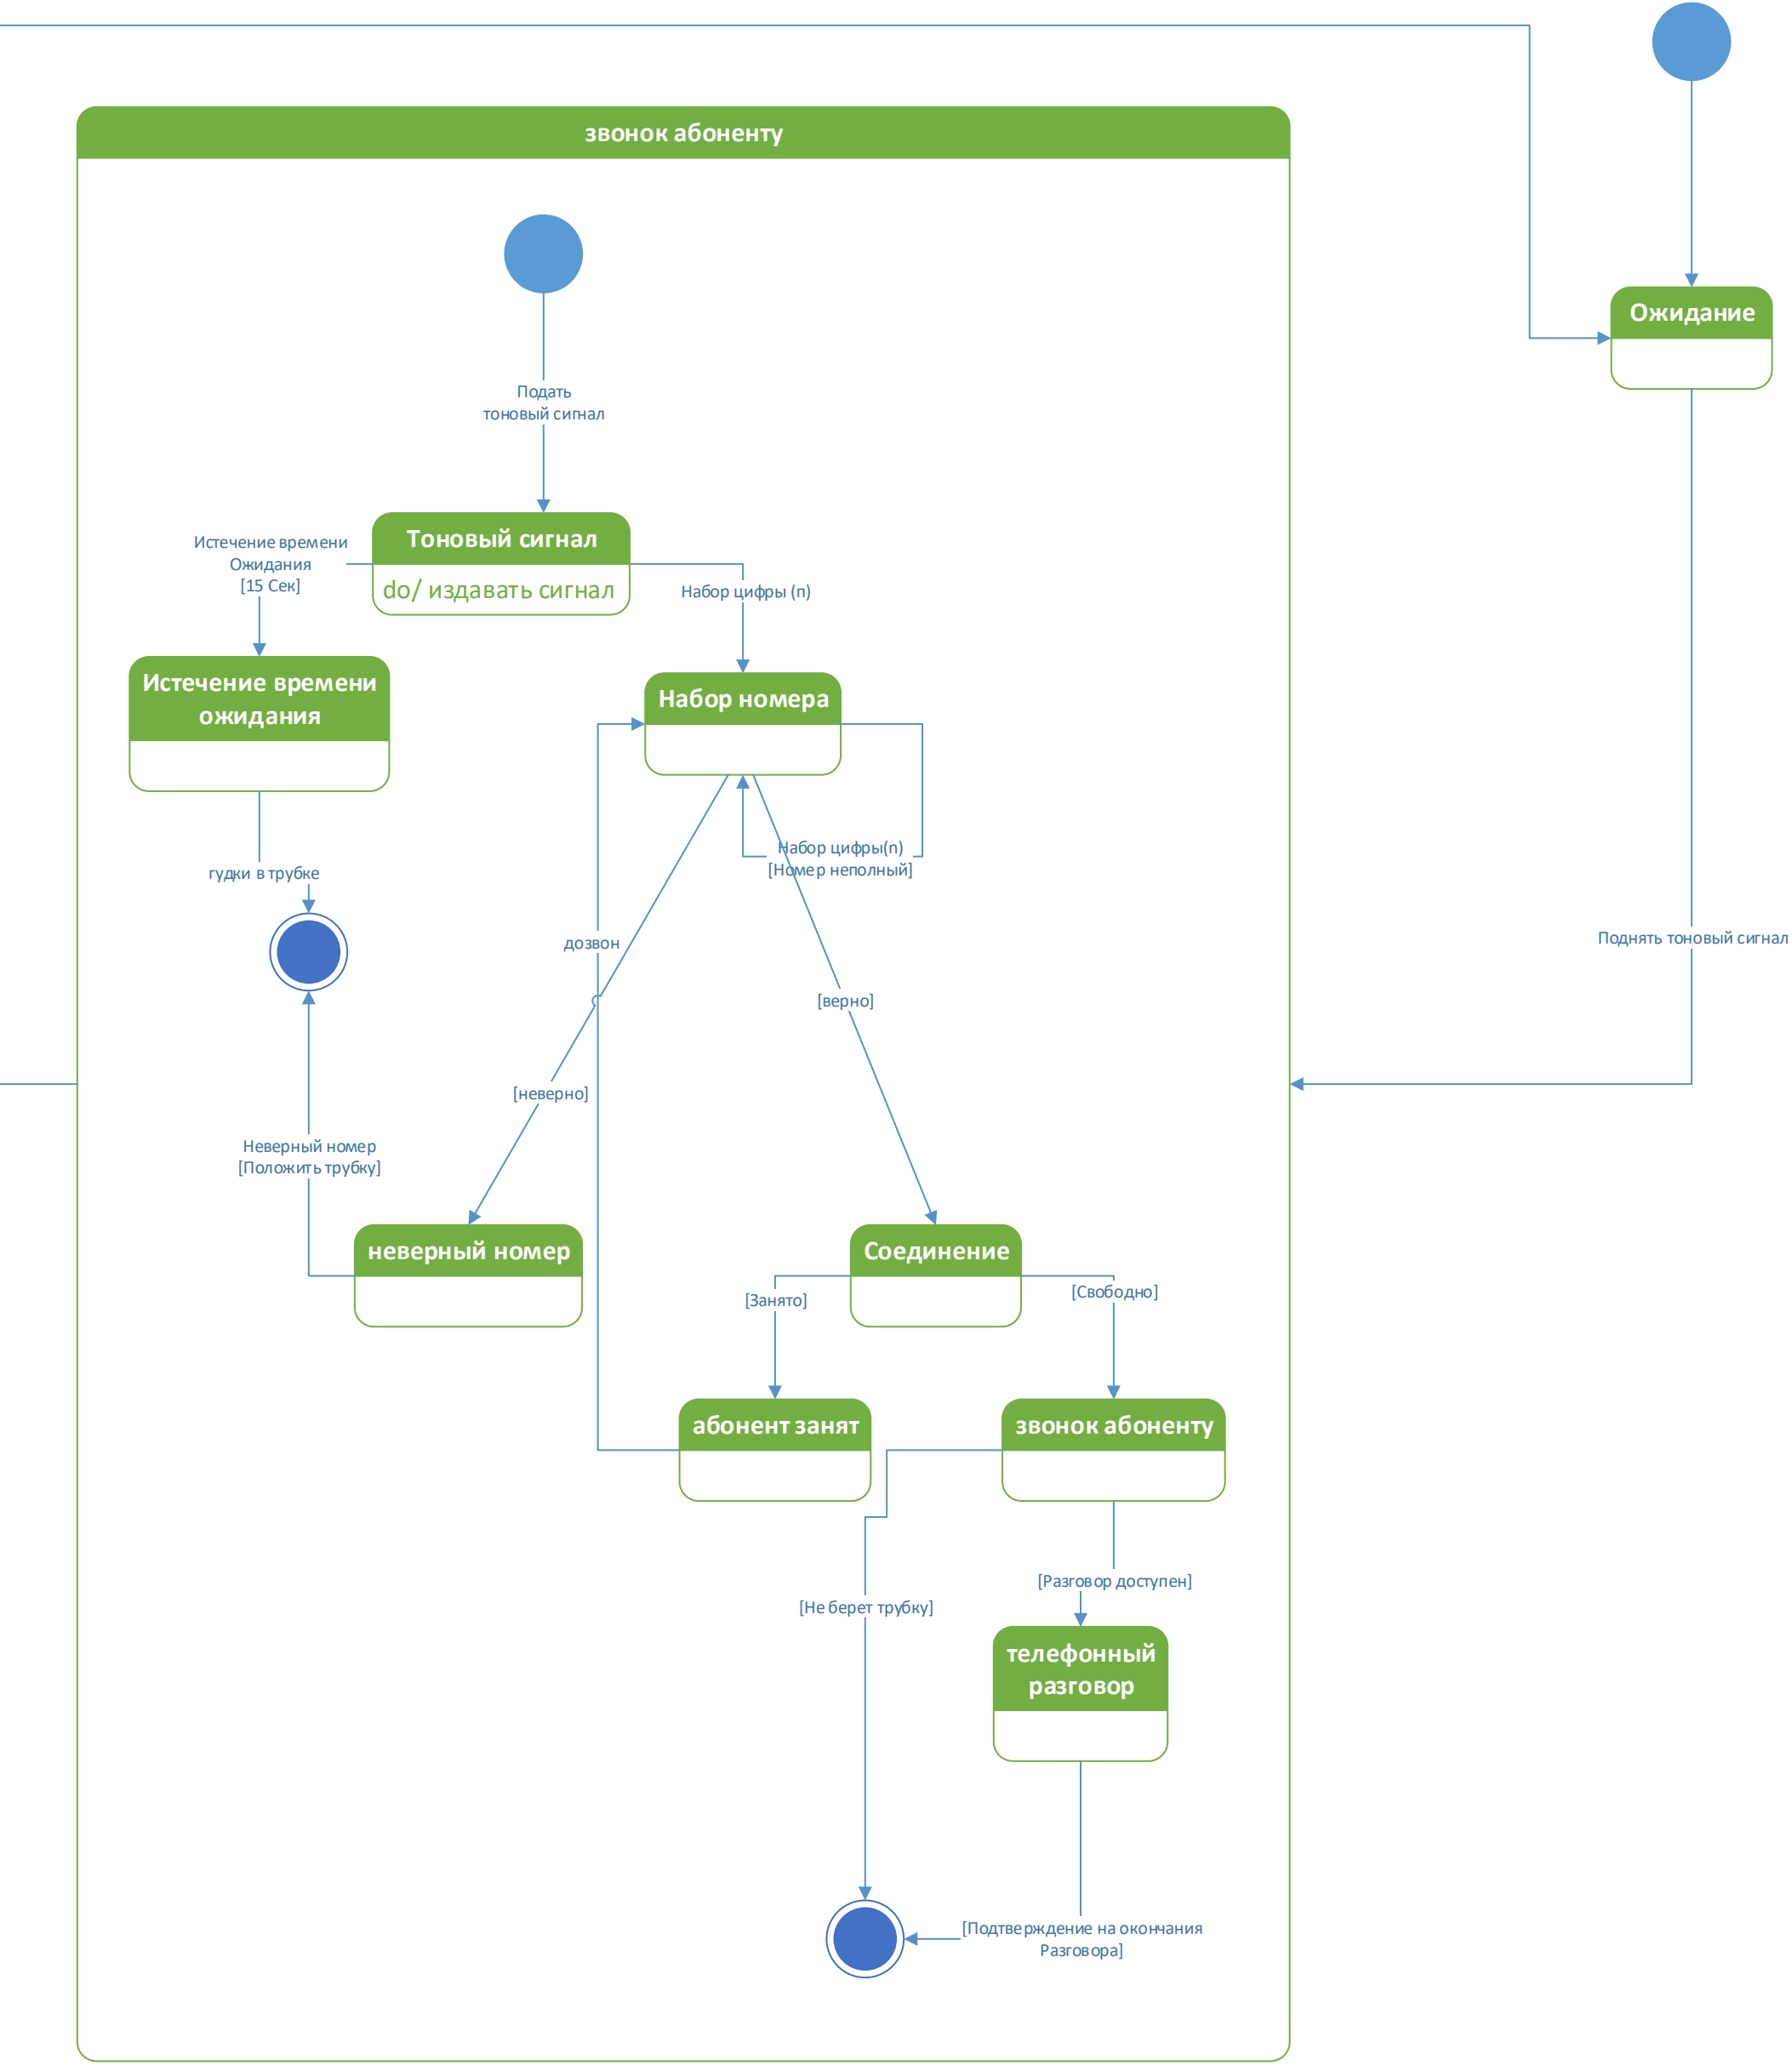 звонок абоненту
Ожидание
Подать
тоновый сигнал
Тоновый сигнал
do/ издавать сигнал
Истечение времени
Ожидания
[15 Сек]
Набор цифры (п)
Истечение времени
ожидания
Набор номера
Набор цифры(n)
[Номер неполный]
гудки в трубке
дозвон
Поднять тоновый сигнал
[верно]
[неверно]
Неверный номер
[Положить трубку]
неверный номер
Соединение
[Занято]
[Свободно]
абонент занят
звонок абоненту
[Разговор доступен]
[Не берет трубку]
телефонный
разговор
[Подтверждение на окончания
Разговора]